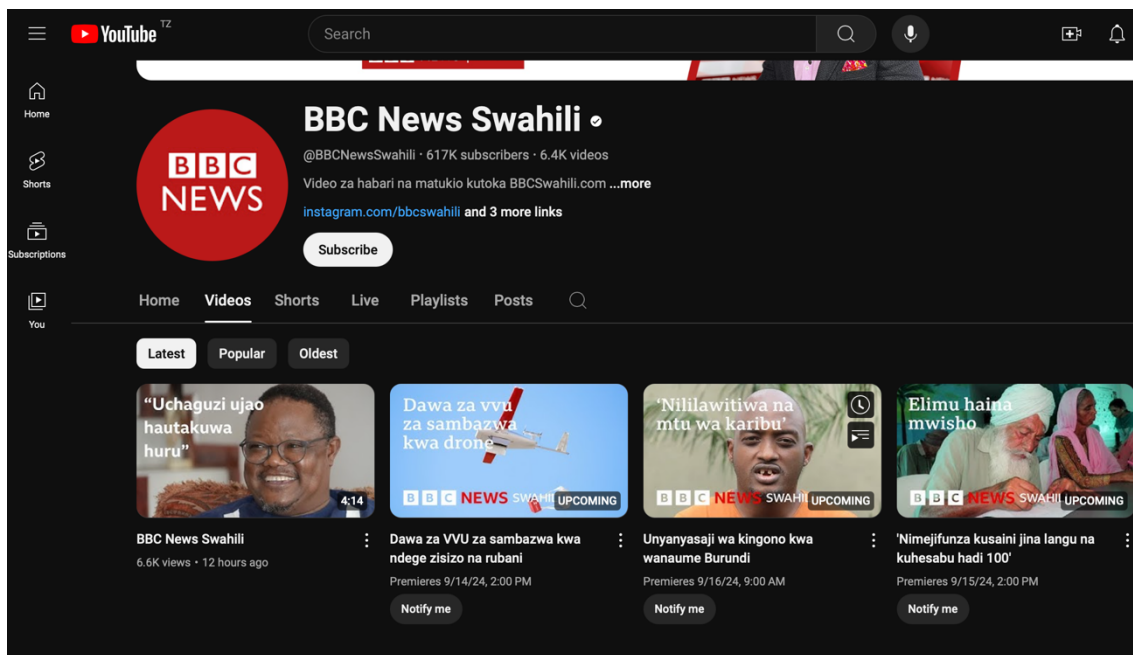 YouTube TZ
Search
Home
Shorts
Subscriptions
You
BBC
NEWS
BBC News Swahili
@BBCNewsSwahili · 617K subscribers · 6.4K videos
Video za habari na matukio kutoka BBCSwahili.com ...more
instagram.com/bbcswahili and 3 more links
Subscribe
Home Videos Shorts Live Playlists Posts
Latest Popular Oldest
“Uchaguzi ujao
hautakuwa
huru”
4:14
BBC News Swahili
6.6K views • 12 hours ago
Dawa za vvu
za sambazwa
kwa drone
BBC NEWS
UPCOMING
Dawa za VVU za sambazwa kwa
ndege zisizo na rubani
Premieres 9/14/24, 2:00 PM
Notify me
‘Nililawitiwa na
mtu wa karibu’
BBC NEWS
UPCOMING
Unyanyasaji wa kingono kwa
wanaume Burundi
Premieres 9/16/24, 9:00 AM
Notify me
Elimu haina
mwisho
BBC NEWS
UPCOMING
'Nimejifunza kusaini jina langu na
kuhesabu hadi 100'
Premieres 9/15/24, 2:00 PM
Notify me